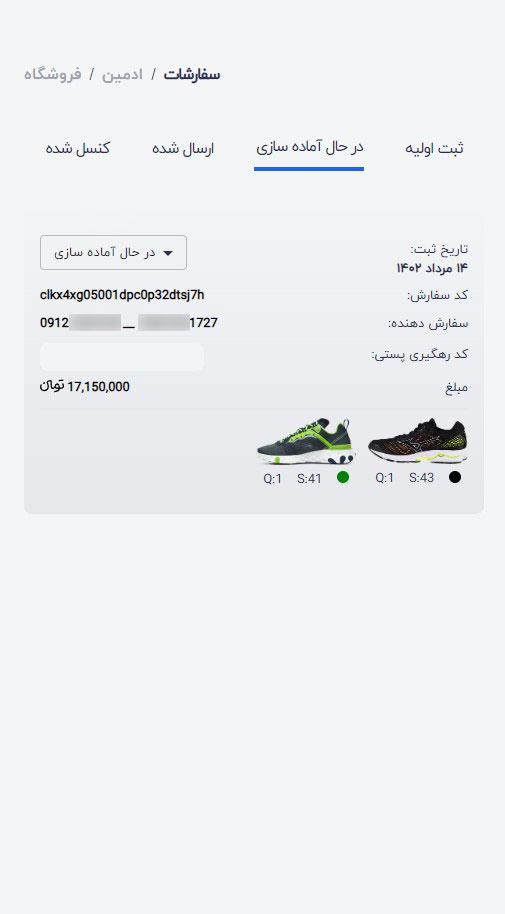 فروشگاه / ادمین / سفارشات
ثبت اولیه
در حال آماده سازی
ارسال شده
کنسل شده
تاریخ ثبت:
۱۴ مرداد ۱۴۰۲
در حال آماده سازی
کد سفارش:
clkx4xg05001dpc0p32dtsj7h
سفارش دهنده:
0912 __ 1727
کد رهگیری پستی:
مبلغ
17,150,000 تومان
S:43 Q:1
S:41 Q:1